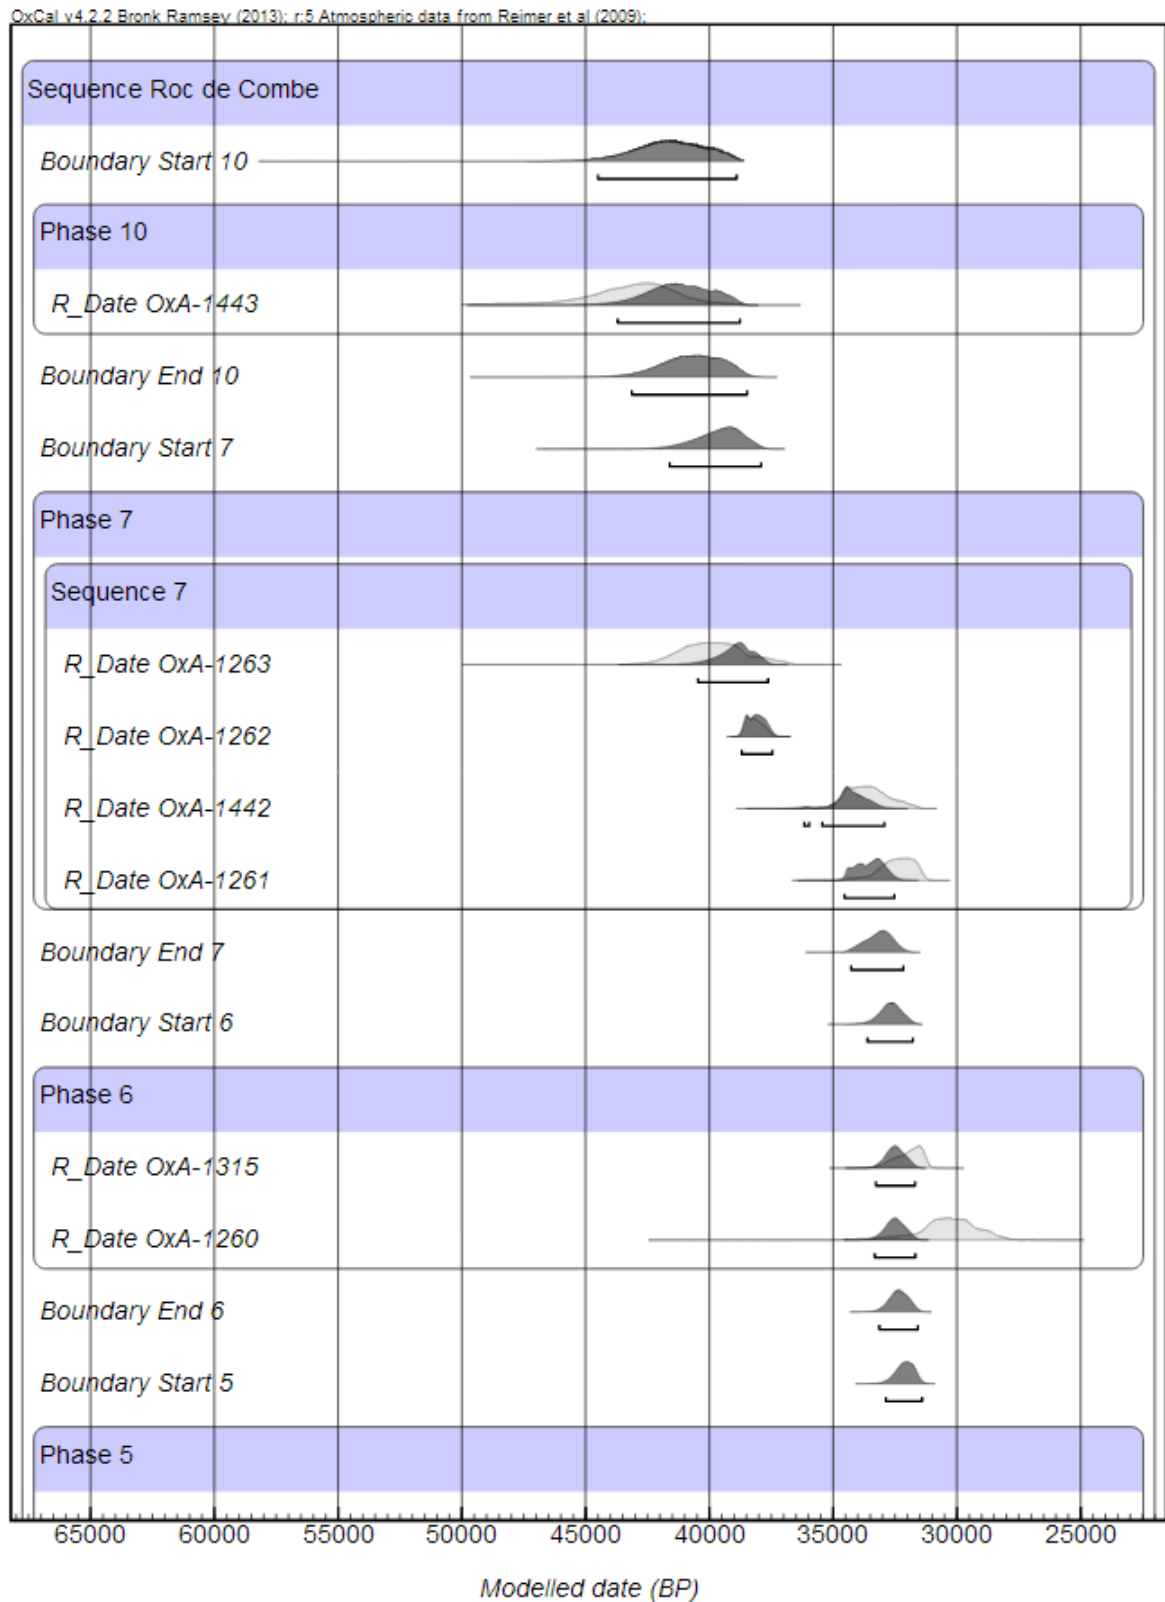 OxCal v4.2.2 Bronk Ramsey (2013); r:5 Atmospheric data from Reimer et al (2009);
Sequence Roc de Combe
Boundary Start 10
Phase 10
R_Date OxA-1443
Boundary End 10
Boundary Start 7
Phase 7
Sequence 7
R_Date OxA-1263
R_Date OxA-1262
R_Date OxA-1442
R_Date OxA-1261
Boundary End 7
Boundary Start 6
Phase 6
R_Date OxA-1315
R_Date OxA-1260
Boundary End 6
Boundary Start 5
Phase 5
65000 60000 55000 50000 45000 40000 35000 30000 25000
Modelled date (BP)